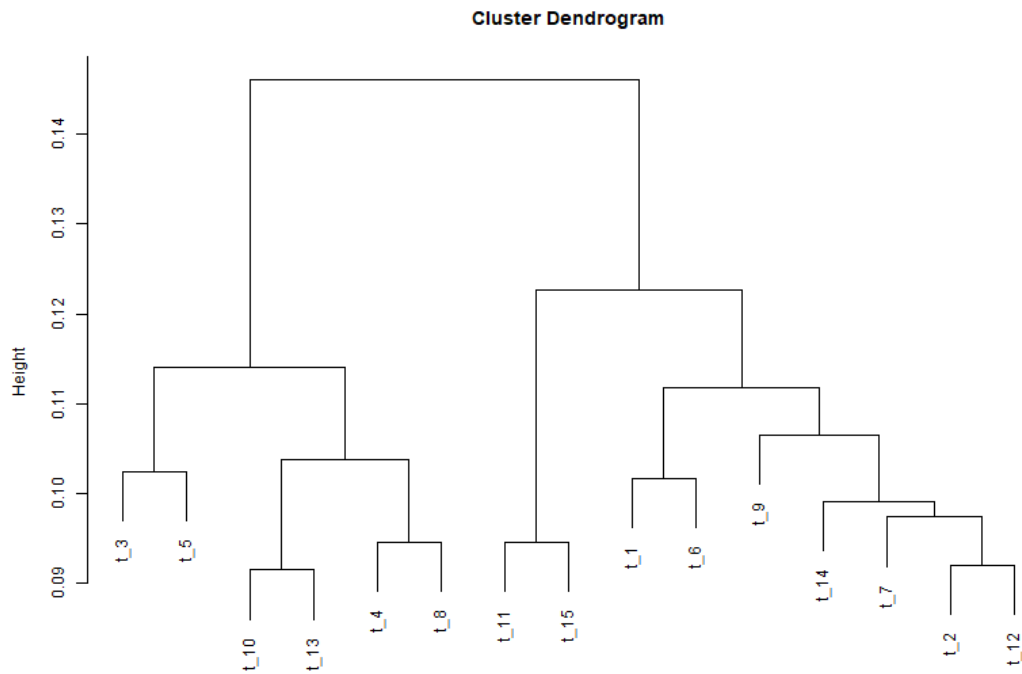 Cluster Dendrogram
Height
0.14
0.13
0.12
0.11
0.10
0.09
t_3
t_5
t_10
t_13
t_4
t_8
t_11
t_15
t_1
t_6
t_9
t_14
t_7
t_2
t_12